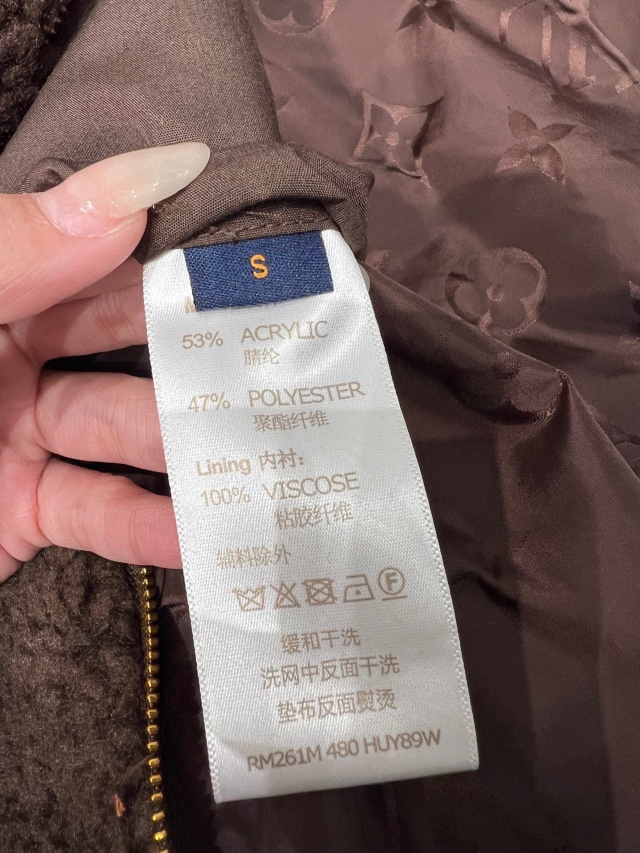 S
53% ACRYLIC
腈纶
47% POLYESTER
聚酯纤维
Lining 内衬:
100% VISCOSE
粘胶纤维
辅料除外
F
缓和干洗
洗网中反面干洗
垫布反面熨烫
RM261M 480 HUY89W